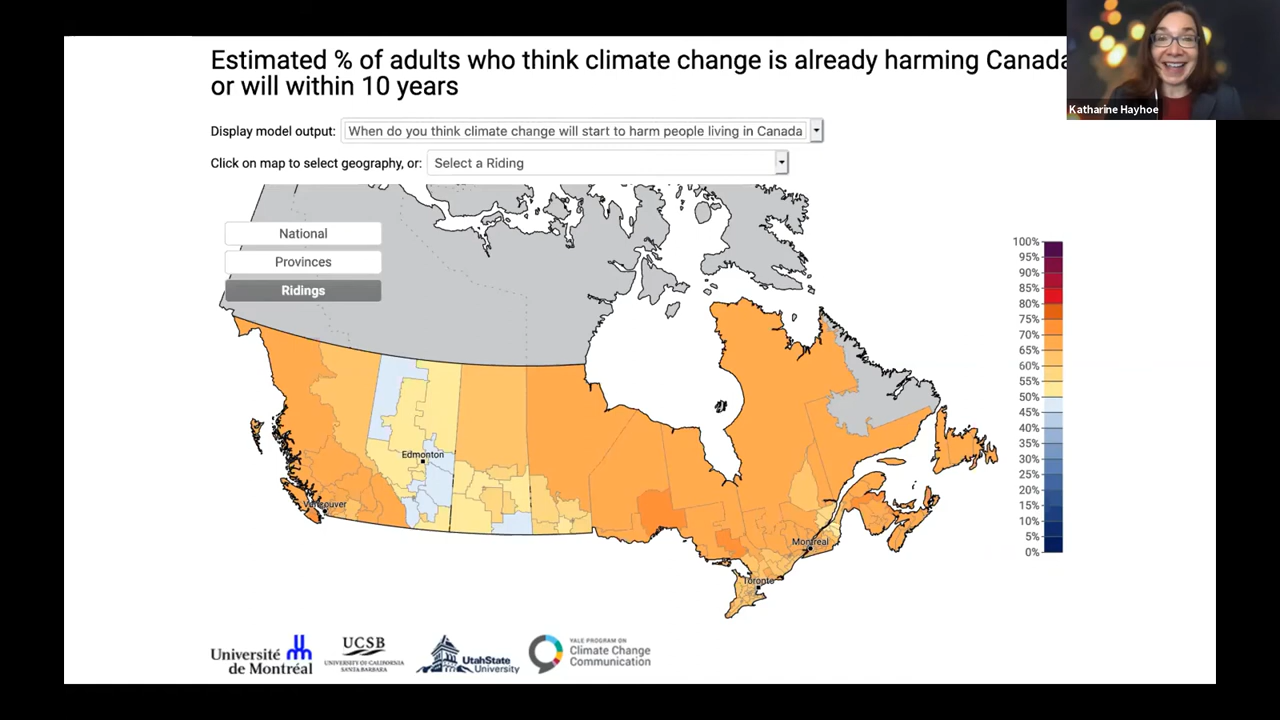 Estimated % of adults who think climate change is already harming Canada
or will within 10 years
Katharine Hayhoe
Display model output:
When do you think climate change will start to harm people living in Canada
Click on map to select geography, or:
Select a Riding
National
Provinces
Ridings
100%
95%
90%
85%
80%
75%
70%
65%
60%
55%
50%
45%
40%
35%
30%
25%
20%
15%
10%
5%
0%
Edmonton
Vancouver
Montreal
Toronto
Université
de Montréal
UCSB
UNIVERSITY OF CALIFORNIA
SANTA BARBARA
UtahState
University
YALE PROGRAM ON
Climate Change
Communication